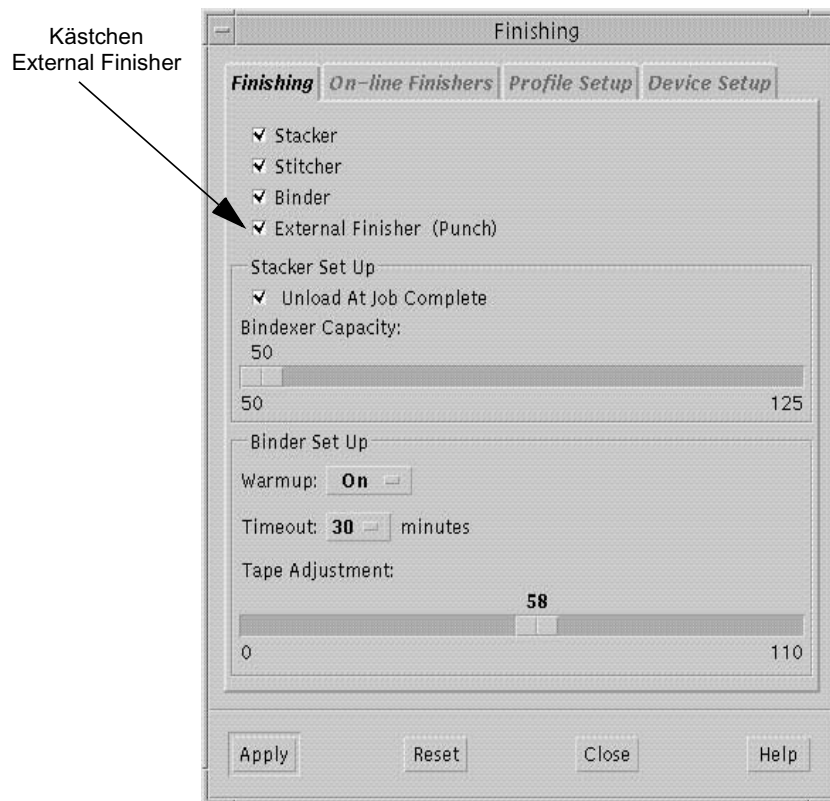 Kästchen
External Finisher
Finishing
Finishing On-line Finishers Profile Setup Device Setup
Stacker
Stitcher
Binder
External Finisher (Punch)
Stacker Set Up
Unload At Job Complete
Bindexer Capacity:
50
50 125
Binder Set Up
Warmup: On
Timeout: 30 minutes
Tape Adjustment:
58
0 110
Apply Reset Close Help